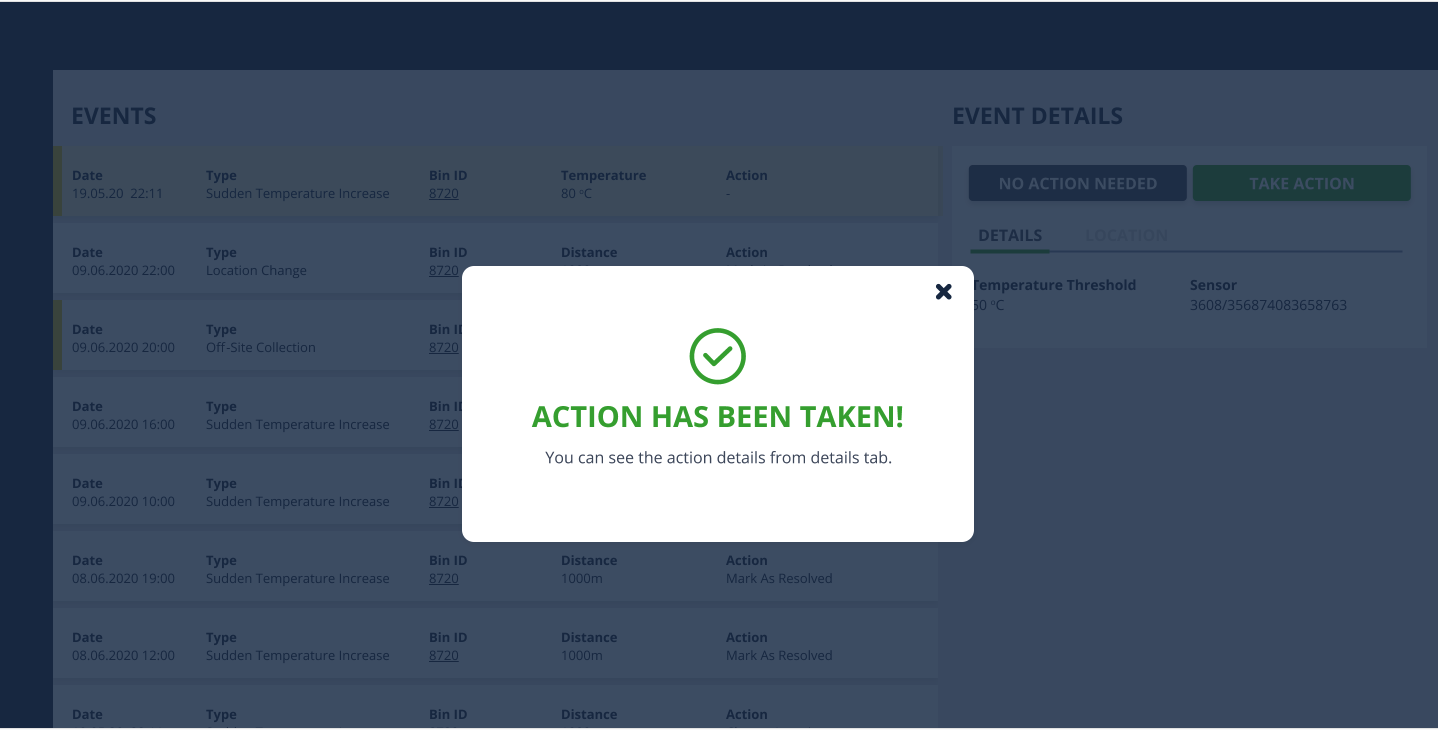 EVENTS
Date Type Bin ID Temperature Action
19.05.20 22:11 Sudden Temperature Increase 8720 80 °C -
Date Type Bin ID Distance Action
09.06.2020 22:00 Location Change 8720
Date Type Bin
09.06.2020 20:00 Off-Site Collection 8720
Date Type Bin
09.06.2020 16:00 Sudden Temperature Increase 8720
Date Type Bin
09.06.2020 10:00 Sudden Temperature Increase 8720
Date Type Bin ID Distance Action
08.06.2020 19:00 Sudden Temperature Increase 8720 1000m Mark As Resolved
Date Type Bin ID Distance Action
08.06.2020 12:00 Sudden Temperature Increase 8720 1000m Mark As Resolved
Date Type Bin ID Distance Action
EVENT DETAILS
NO ACTION NEEDED TAKE ACTION
DETAILS LOCATION
Temperature Threshold Sensor
60 °C 3608/356874083658763
ACTION HAS BEEN TAKEN!
You can see the action details from details tab.